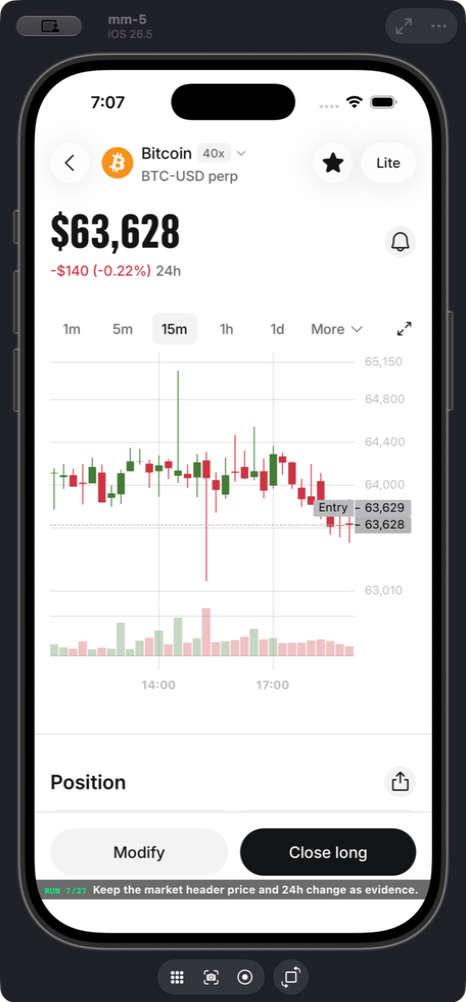 mm-5
iOS 26.5
7:07
Bitcoin 40x
BTC-USD perp
Lite
$63,628
-$140 (-0.22%) 24h
1m 5m 15m 1h 1d More
65,150
64,800
64,400
64,000
Entry 63,629
63,628
63,010
14:00 17:00
Position
Modify Close long
RUN 7/27 Keep the market header price and 24h change as evidence.